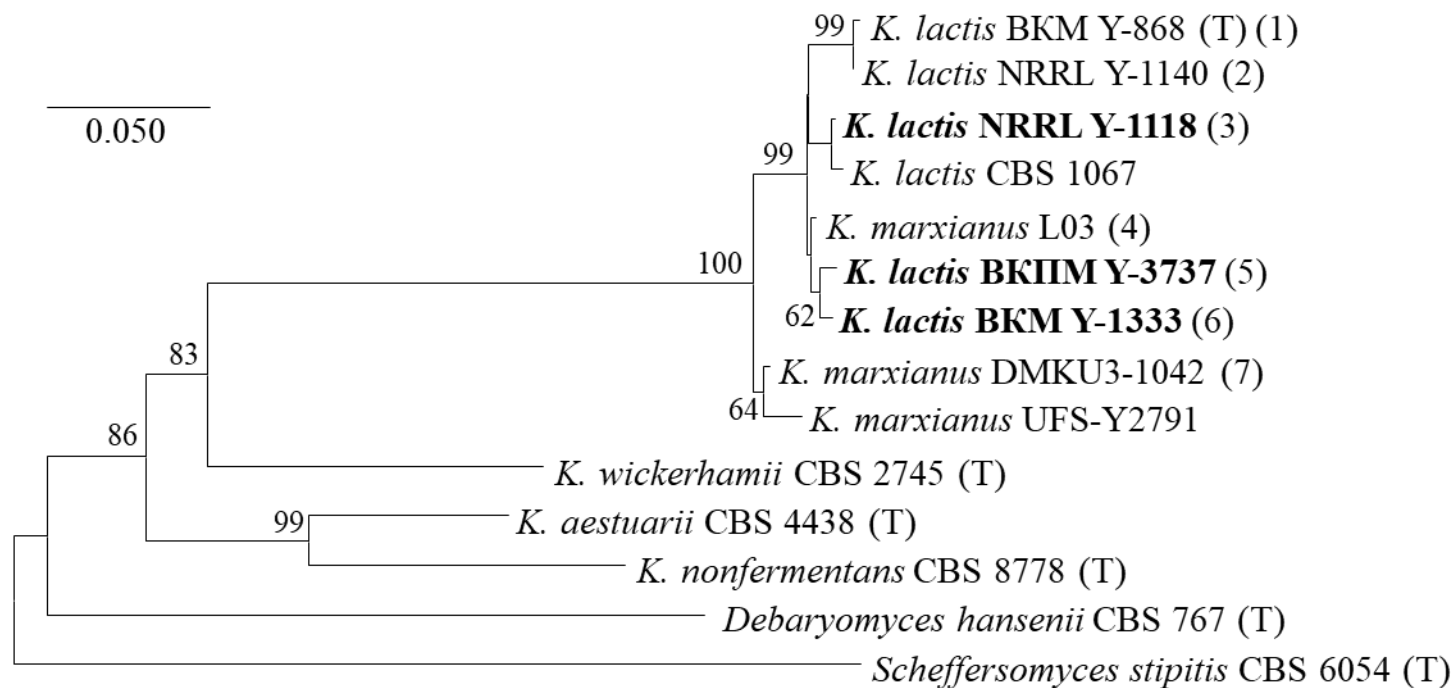 99
K. lactis ВКМ Y-868 (T) (1)
K. lactis NRRL Y-1140 (2)
0.050
K. lactis NRRL Y-1118 (3)
99
K. lactis CBS 1067
K. marxianus L03 (4)
100
K. lactis ВКПМ Y-3737 (5)
62
K. lactis ВКМ Y-1333 (6)
83
K. marxianus DMKU3-1042 (7)
64
K. marxianus UFS-Y2791
86
K. wickerhamii CBS 2745 (T)
99
K. aestuarii CBS 4438 (T)
K. nonfermentans CBS 8778 (T)
Debaryomyces hansenii CBS 767 (T)
Scheffersomyces stipitis CBS 6054 (T)